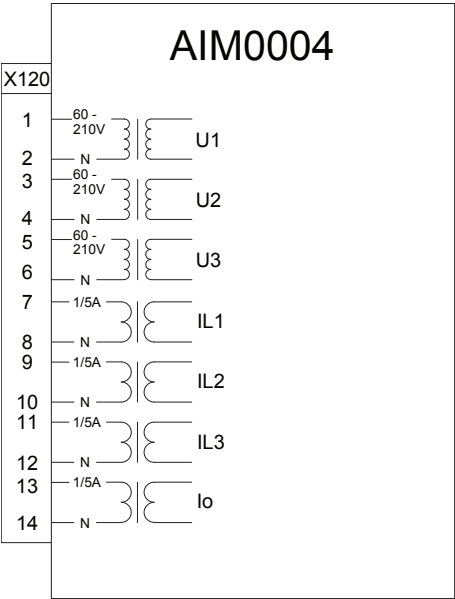 AIM0004
X120
1 60 -
210V
U1
2 N
3 60 -
210V
U2
4 N
5 60 -
210V
U3
6 N
7 1/5A
IL1
8 N
9 1/5A
IL2
10 N
11 1/5A
IL3
12 N
13 1/5A
Io
14 N